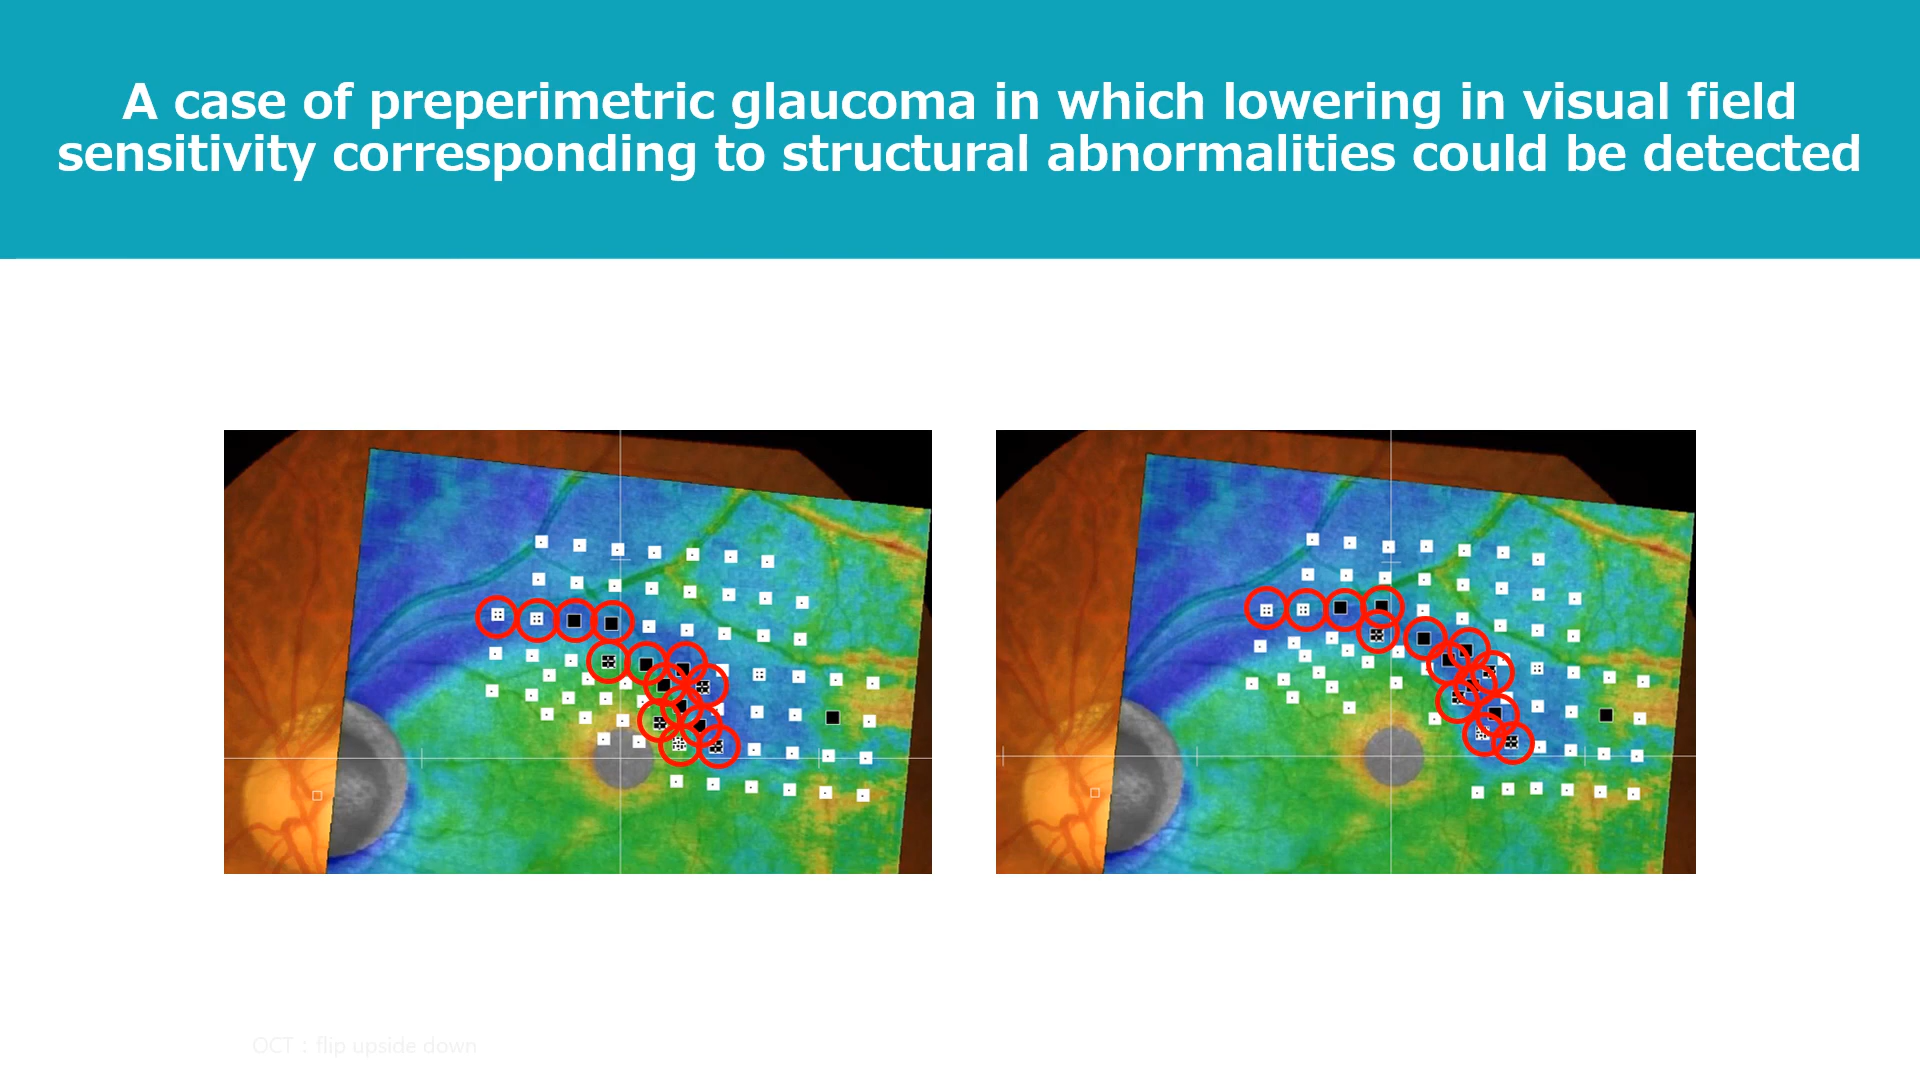 A case of preperimetric glaucoma in which lowering in visual field
sensitivity corresponding to structural abnormalities could be detected
OCT：flip upside down